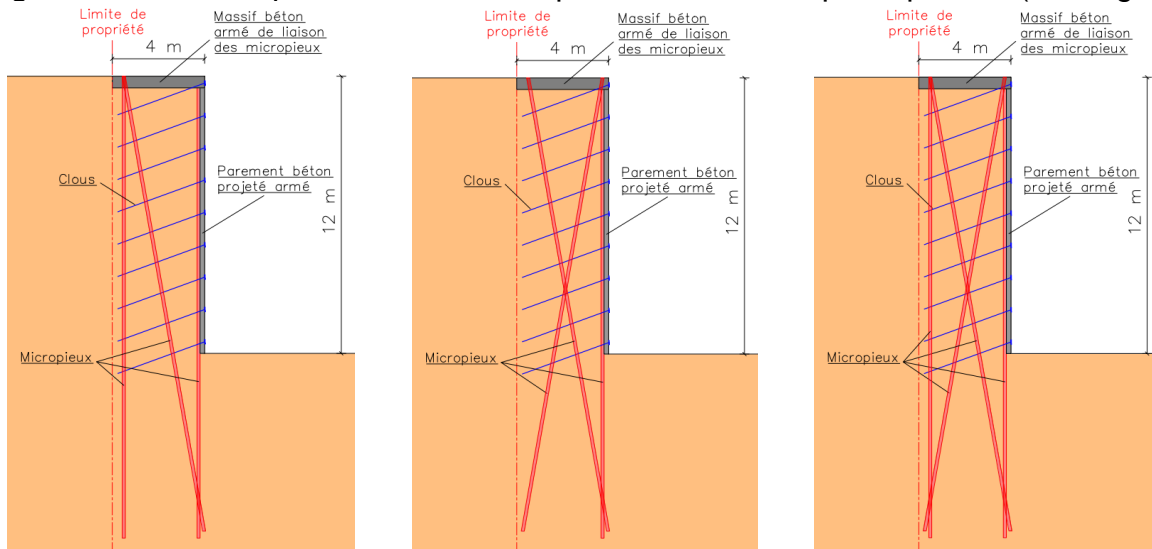 Limite de
propriété
Massif béton
armé de liaison
des micropieux
4 m
Clous
Parement béton
projeté armé
12 m
Micropieux
Limite de
propriété
Massif béton
armé de liaison
des micropieux
4 m
Clous
Parement béton
projeté armé
12 m
Micropieux
Limite de
propriété
Massif béton
armé de liaison
des micropieux
4 m
Clous
Parement béton
projeté armé
12 m
Micropieux